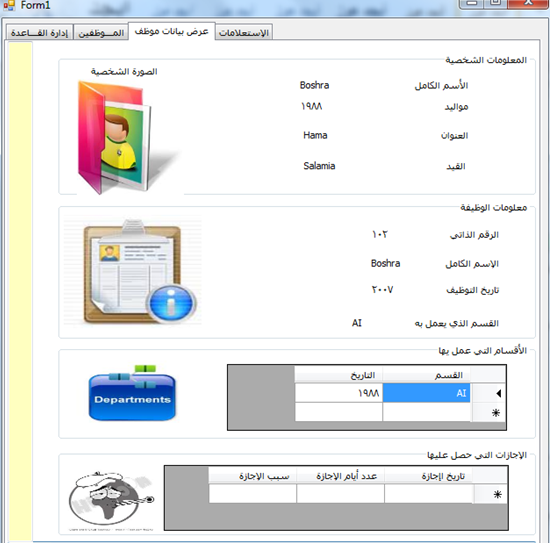 Form1
إدارة القـــاعدة
المـــوظفين
عرض بيانات موظف
الإستعلامات
المعلومات الشخصية
الصورة الشخصية
الأسم الكامل Boshra
مواليد ١٩٨٨
العنوان Hama
القيد Salamia
معلومات الوظيفة
الرقم الذاتي ١٠٢
الإسم الكامل Boshra
تاريخ التوظيف ٢٠٠٧
القسم الذي يعمل به AI
الأقسام التي عمل بها
القسم التاريخ
AI ١٩٨٨
Departments
الإجازات التي حصل عليها
تاريخ اإجازة عدد أيام الإجازة سبب الإجازة